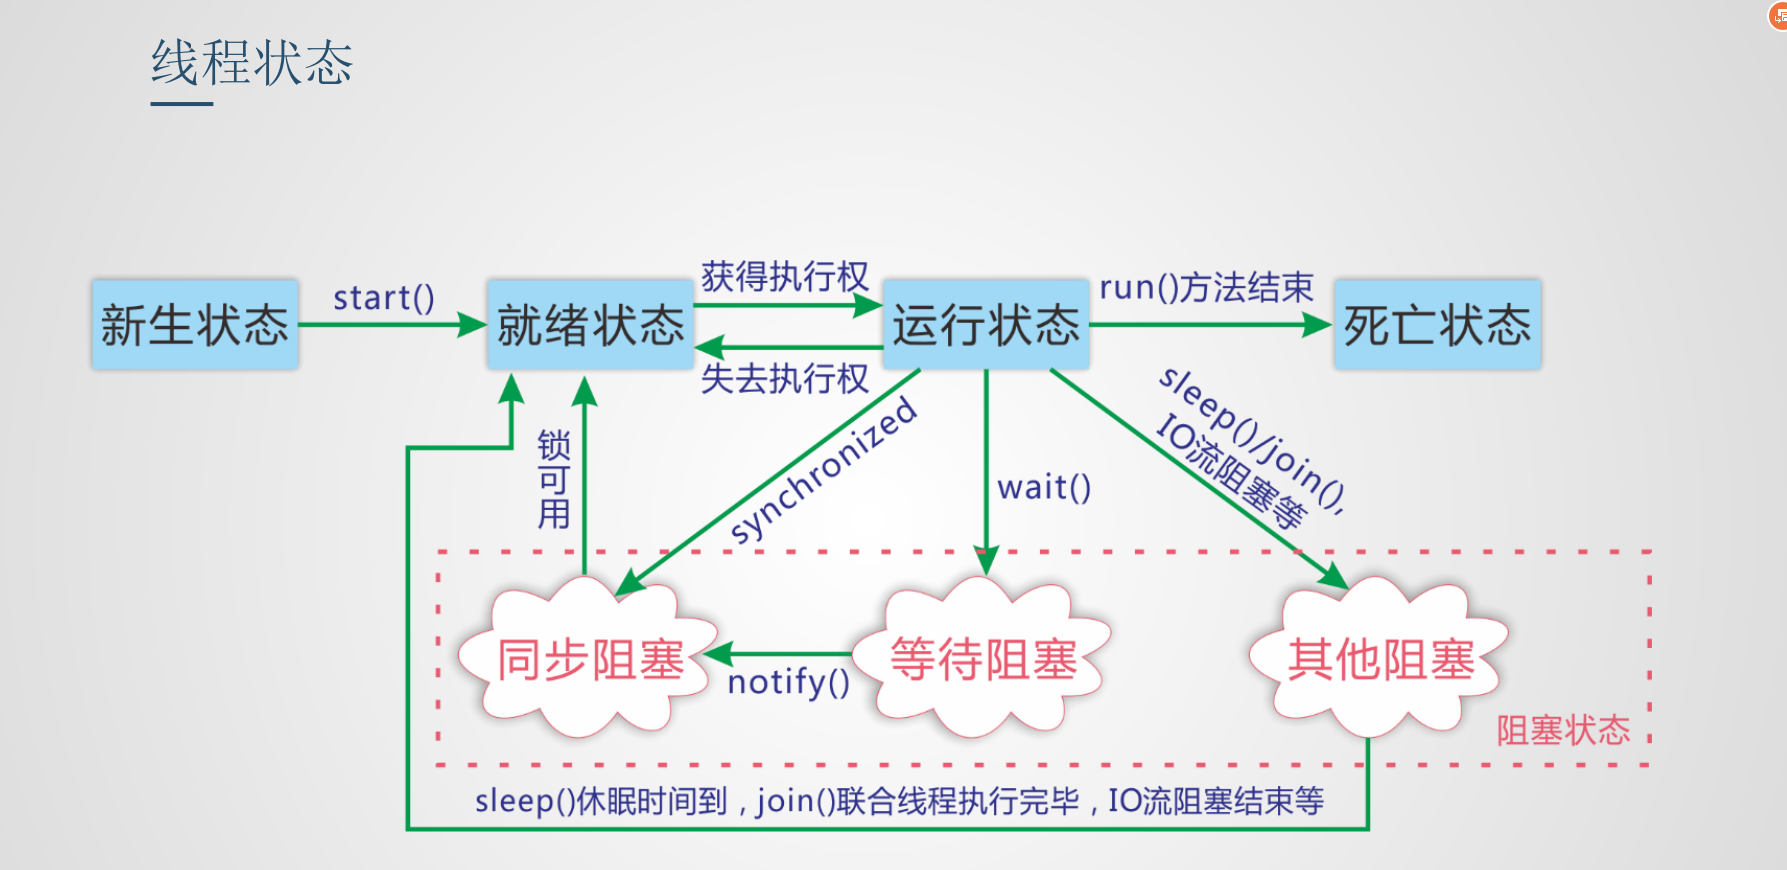 线程状态
新生状态
start()
就绪状态
获得执行权
失去执行权
运行状态
run()方法结束
死亡状态
锁可用
synchronized
wait()
sleep()/join(),
IO流阻塞等
同步阻塞
notify()
等待阻塞
其他阻塞
阻塞状态
sleep()休眠时间到，join()联合线程执行完毕，IO流阻塞结束等